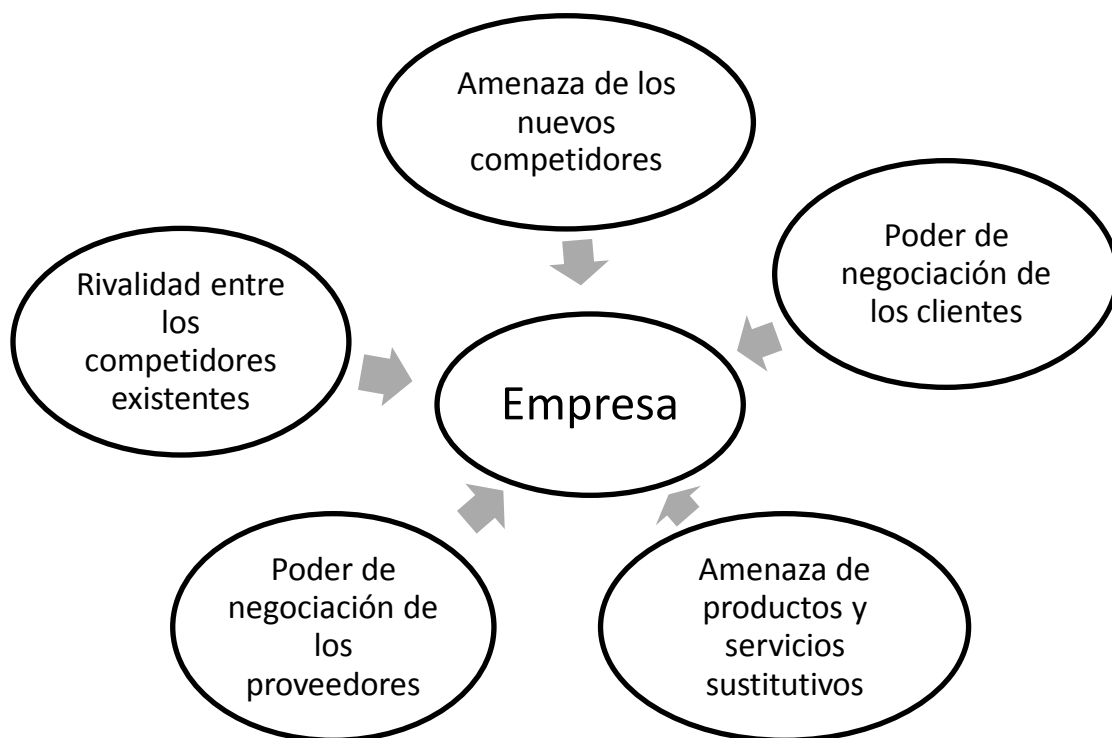 Amenaza de los
nuevos
competidores
Poder de
negociación de
los clientes
Rivalidad entre
los
competidores
existentes
Empresa
Poder de
negociación de
los
proveedores
Amenaza de
productos y
servicios
sustitutivos